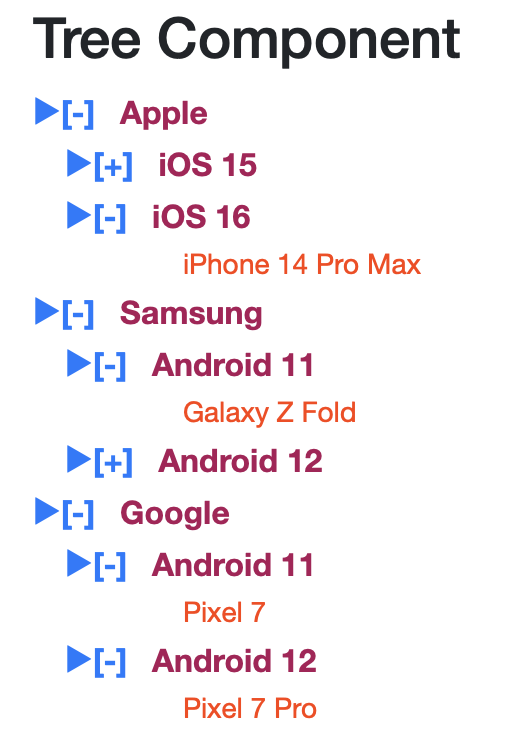 Tree Component
▶[-] Apple
▶[+] iOS 15
▶[-] iOS 16
iPhone 14 Pro Max
▶[-] Samsung
▶[-] Android 11
Galaxy Z Fold
▶[+] Android 12
▶[-] Google
▶[-] Android 11
Pixel 7
▶[-] Android 12
Pixel 7 Pro